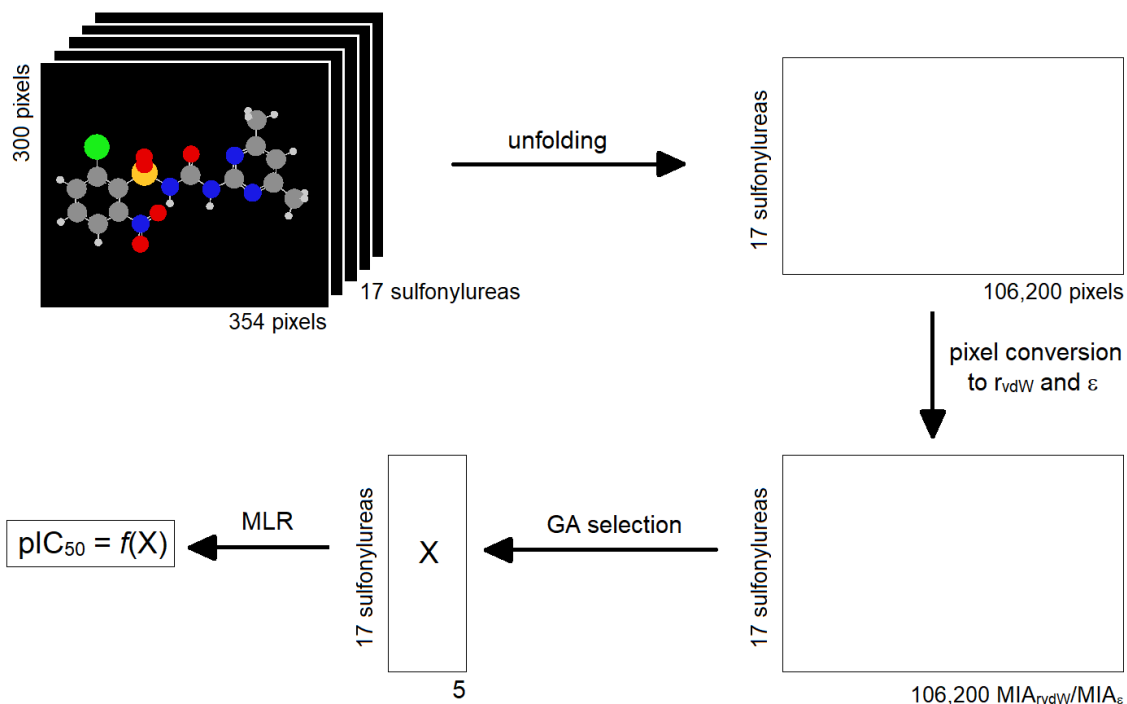 300 pixels
354 pixels
17 sulfonylureas
unfolding
17 sulfonylureas
106,200 pixels
pixel conversion
to rvdW and ε
17 sulfonylureas
106,200 MIArvdW/MIAε
GA selection
17 sulfonylureas
X
5
MLR
pIC50 = f(X)